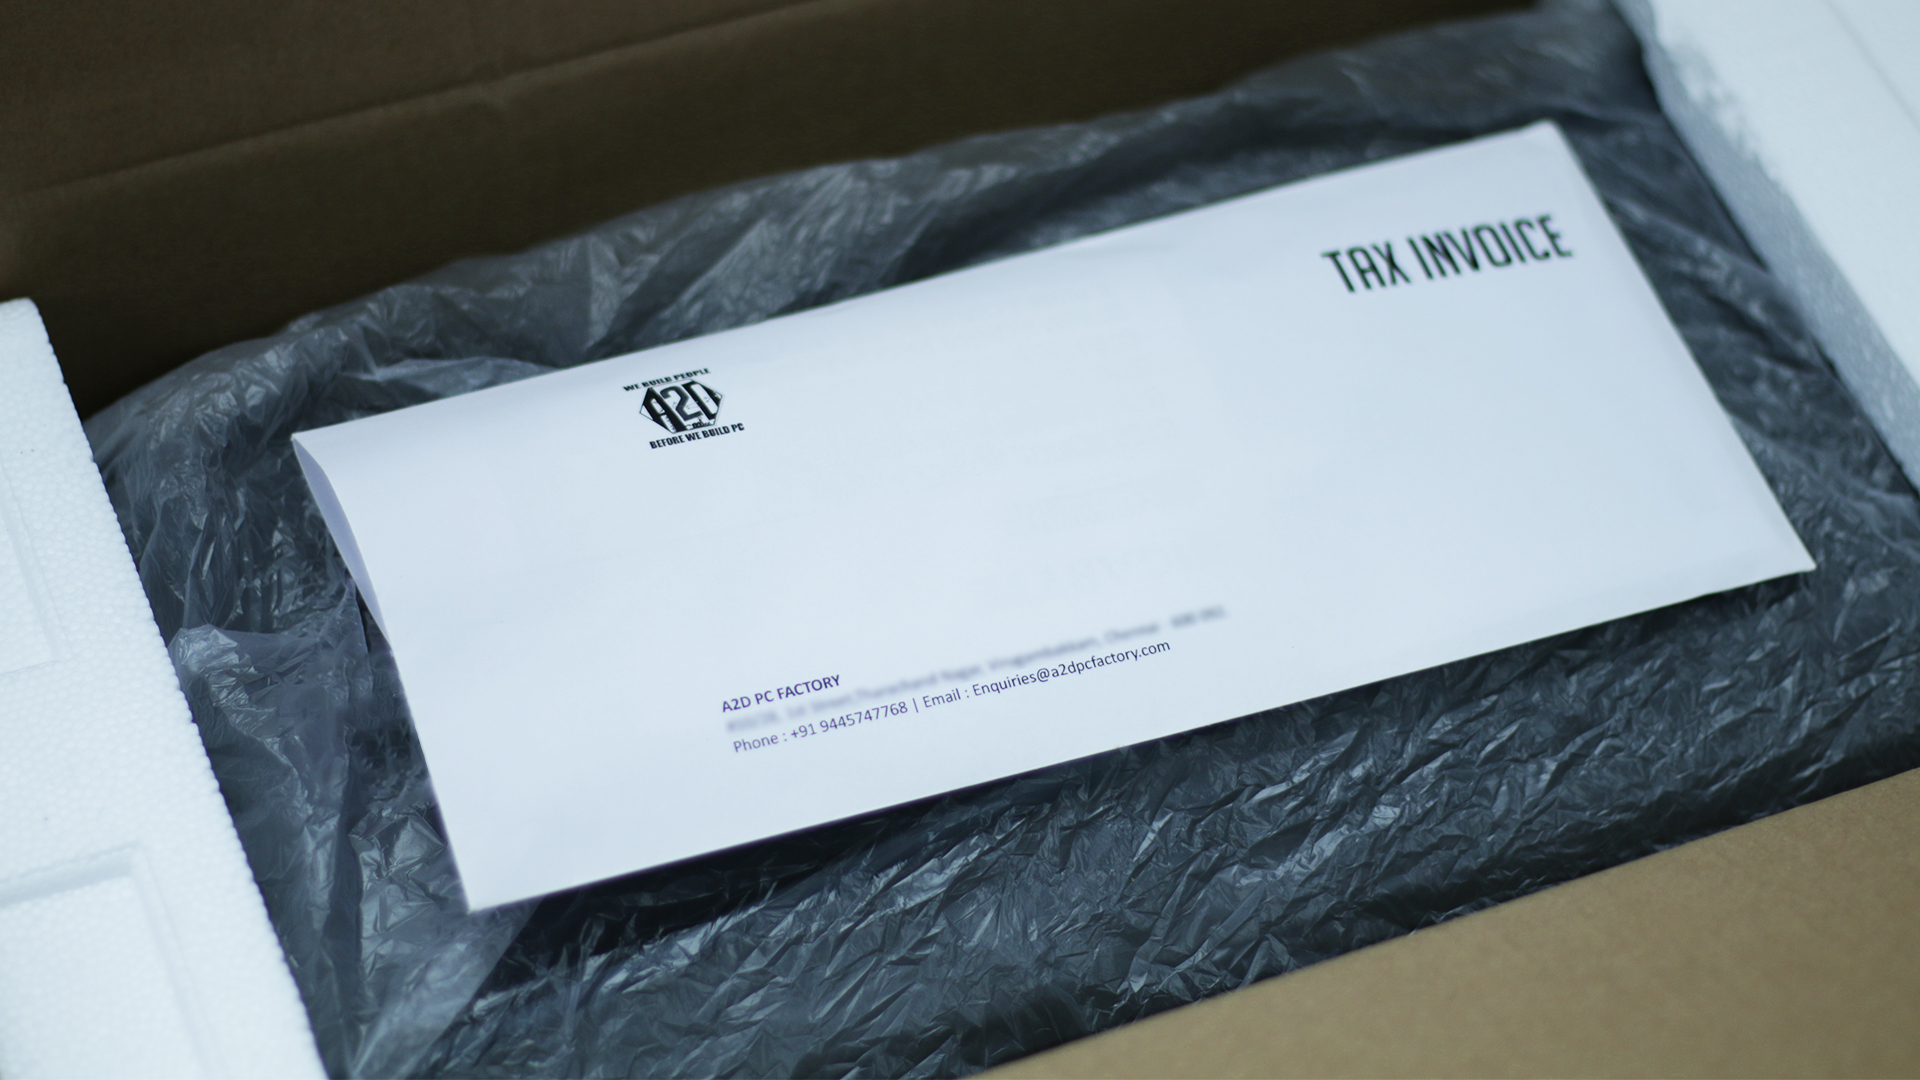 TAX INVOICE
WE BUILD PEOPLE
A2D
BEFORE WE BUILD PC
A2D PC FACTORY
Phone : +91 9445747768 | Email : Enquiries@a2dpcfactory.com